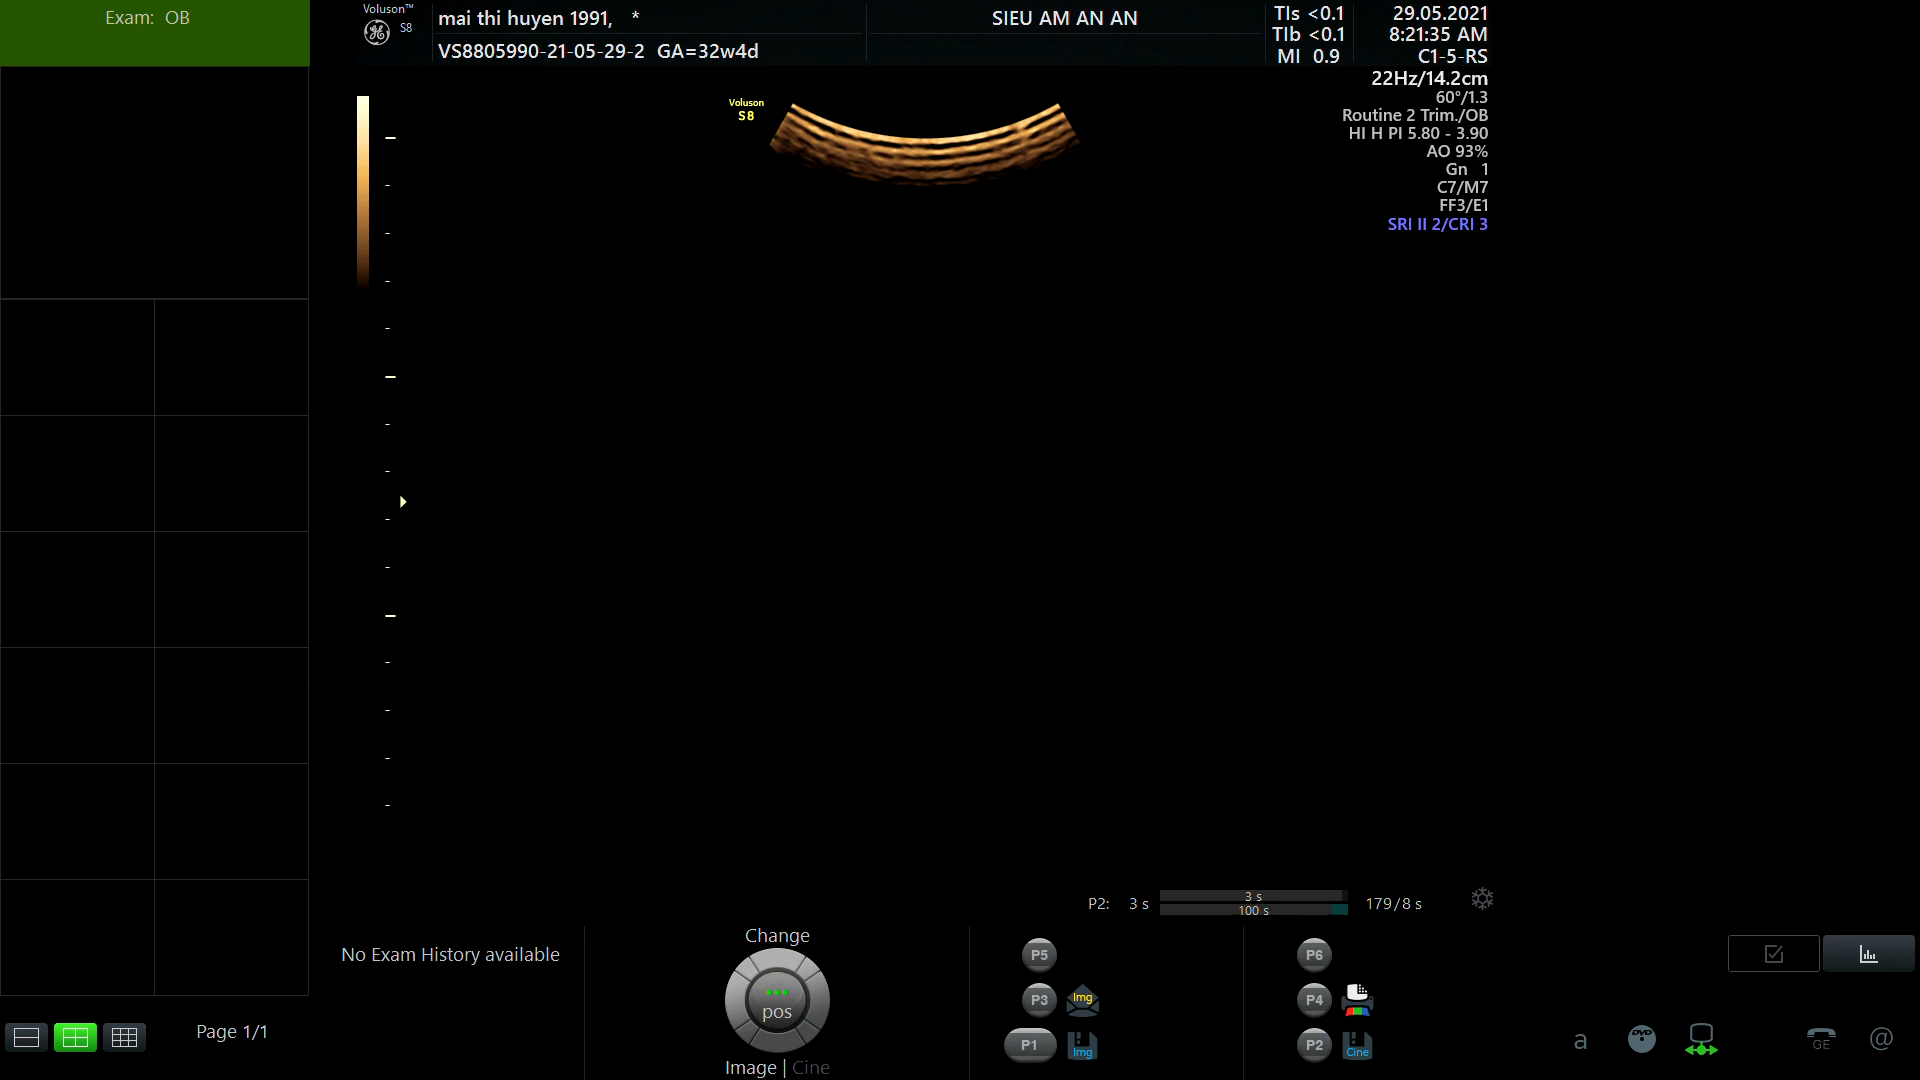 Exam: OB
Voluson™
S8
mai thi huyen 1991, *
VS8805990-21-05-29-2 GA=32w4d
SIEU AM AN AN
TIs <0.1
TIb <0.1
MI 0.9
29.05.2021
8:21:35 AM
C1-5-RS
22Hz/14.2cm
60°/1.3
Routine 2 Trim./OB
HI H PI 5.80 - 3.90
AO 93%
Gn 1
C7/M7
FF3/E1
SRI II 2/CRI 3
Voluson
S8
P2: 3 s
3 s
100 s
179/8 s
No Exam History available
Change
pos
Image | Cine
P5
P3
Img
P1
Img
P6
P4
P2
Cine
Page 1/1
a
DVD
GE
@